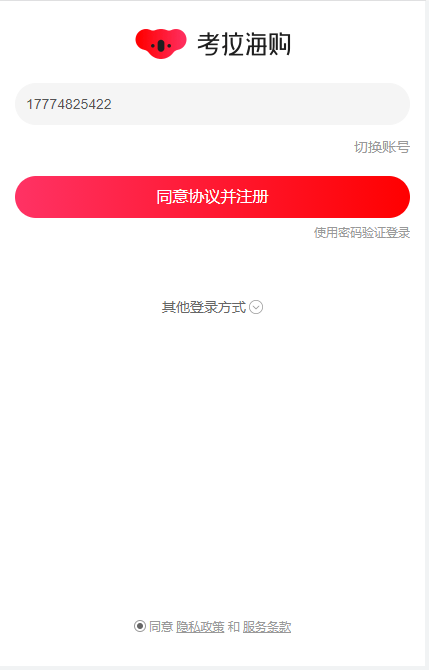 考拉海购
17774825422
切换账号
同意协议并注册
使用密码验证登录
其他登录方式
同意 隐私政策 和 服务条款